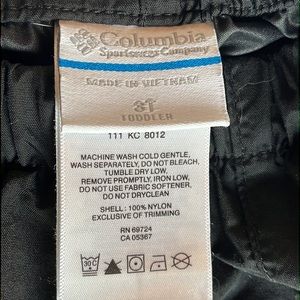 Columbia
Sportswear Company
MADE IN VIETNAM
3T
TODDLER
111 KC 8012
MACHINE WASH COLD GENTLE,
WASH SEPARATELY, DO NOT BLEACH,
TUMBLE DRY LOW,
REMOVE PROMPTLY, IRON LOW,
DO NOT USE FABRIC SOFTENER,
DO NOT DRYCLEAN
SHELL: 100% NYLON
EXCLUSIVE OF TRIMMING
RN 69724
CA 05367
30C